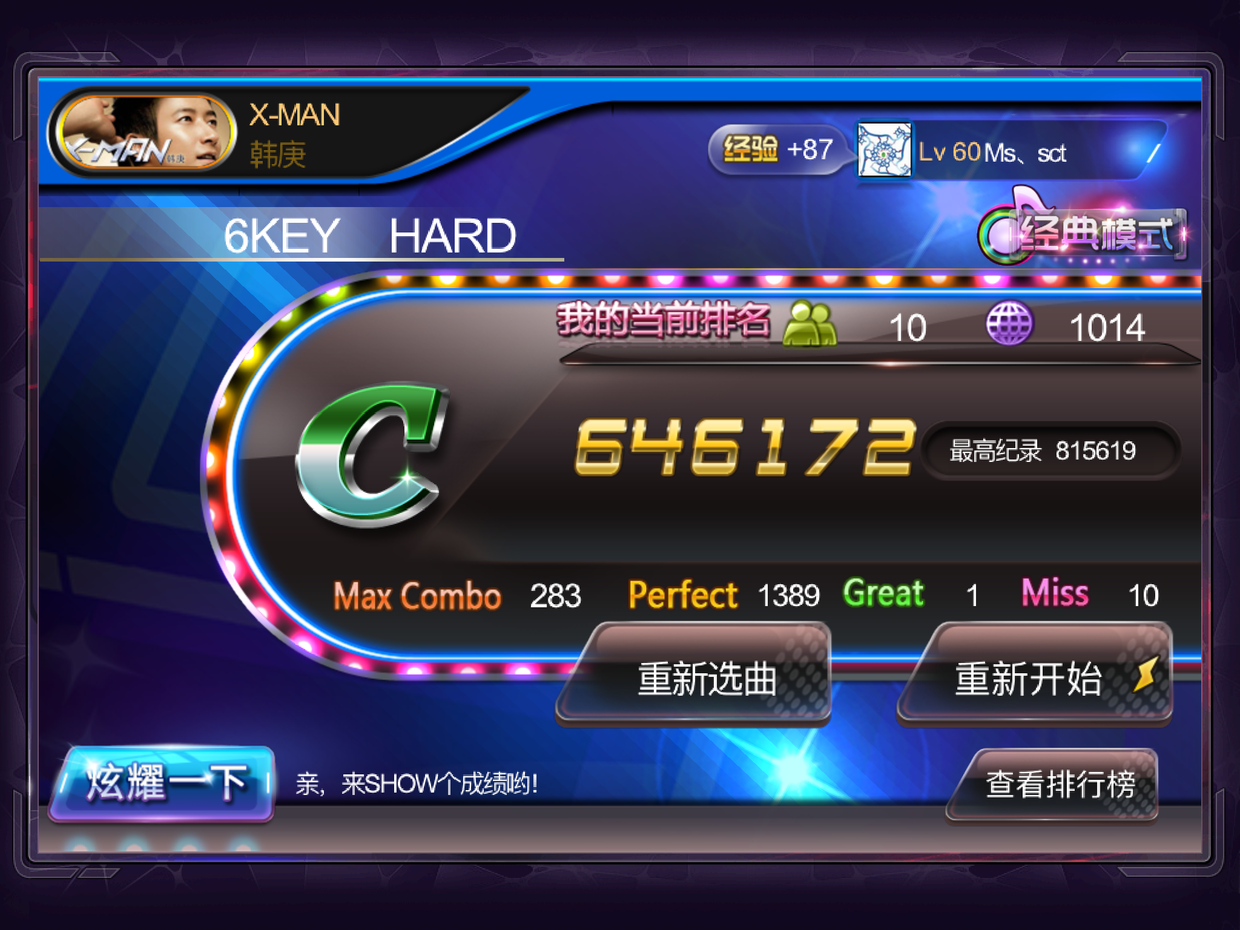 X-MAN
韩庚
X-MAN 韩庚
经验 +87
Lv 60 Ms、sct
6KEY HARD
经典模式
我的当前排名 10 1014
C
646172
最高纪录 815619
Max Combo 283 Perfect 1389 Great 1 Miss 10
重新选曲
重新开始
炫耀一下
亲，来SHOW个成绩哟!
查看排行榜